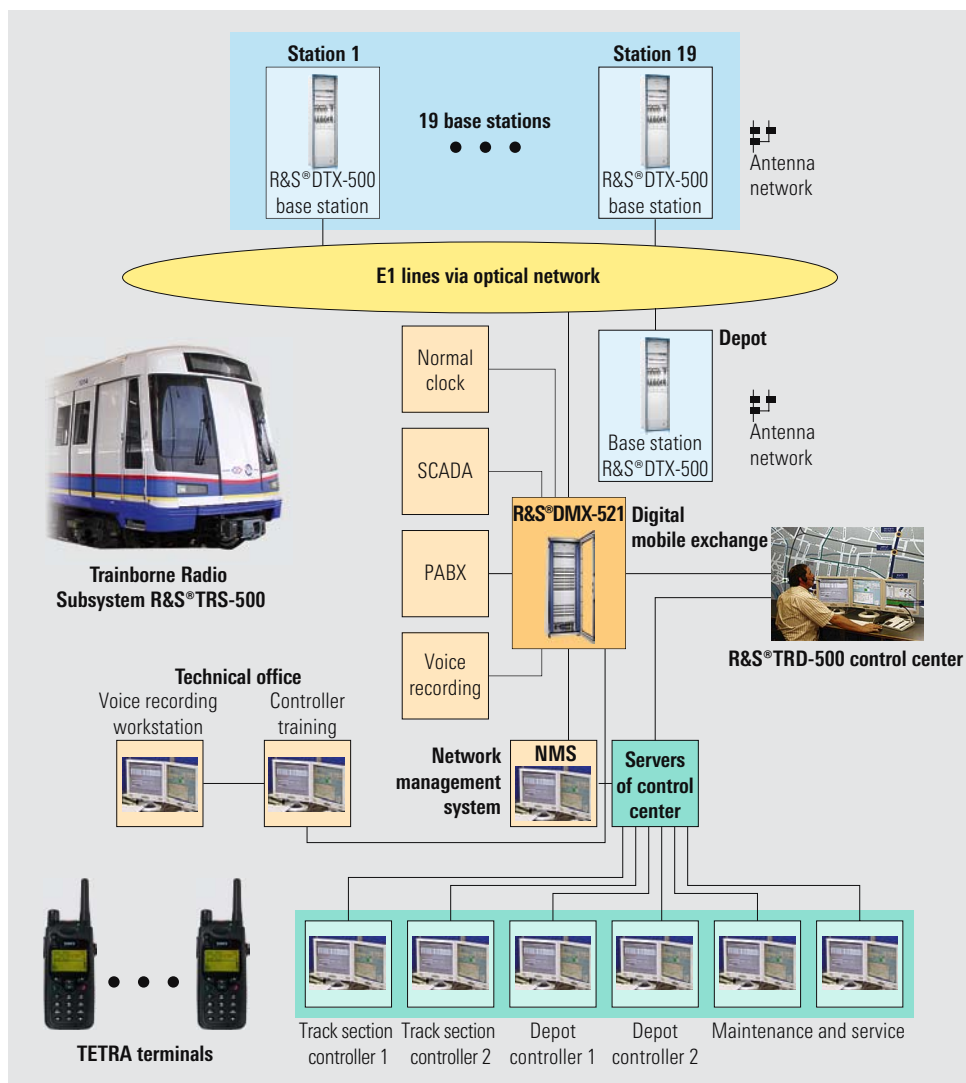 Station 1
Station 19
19 base stations
R&S®DTX-500
base station
R&S®DTX-500
base station
Antenna
network
E1 lines via optical network
Normal
clock
Depot
Base station
R&S®DTX-500
Antenna
network
SCADA
R&S®DMX-521
Digital
mobile exchange
PABX
Trainborne Radio
Subsystem R&S®TRS-500
Voice
recording
R&S®TRD-500 control center
Technical office
Voice recording
workstation
Controller
training
Network
management
system
NMS
Servers
of control
center
TETRA terminals
Track section
controller 1
Track section
controller 2
Depot
controller 1
Depot
controller 2
Maintenance and service